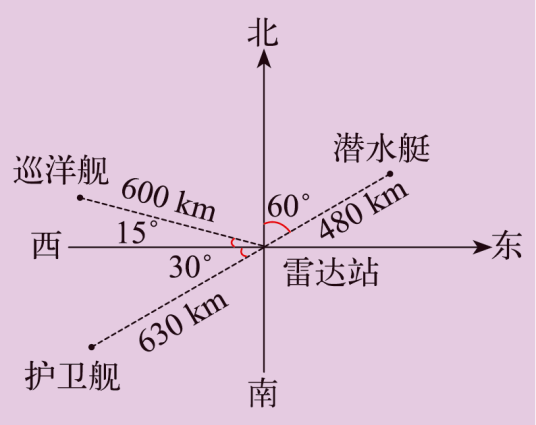 北
潜水艇
巡洋舰
600 km
60°
480 km
15°
西
东
30°
雷达站
630 km
护卫舰
南